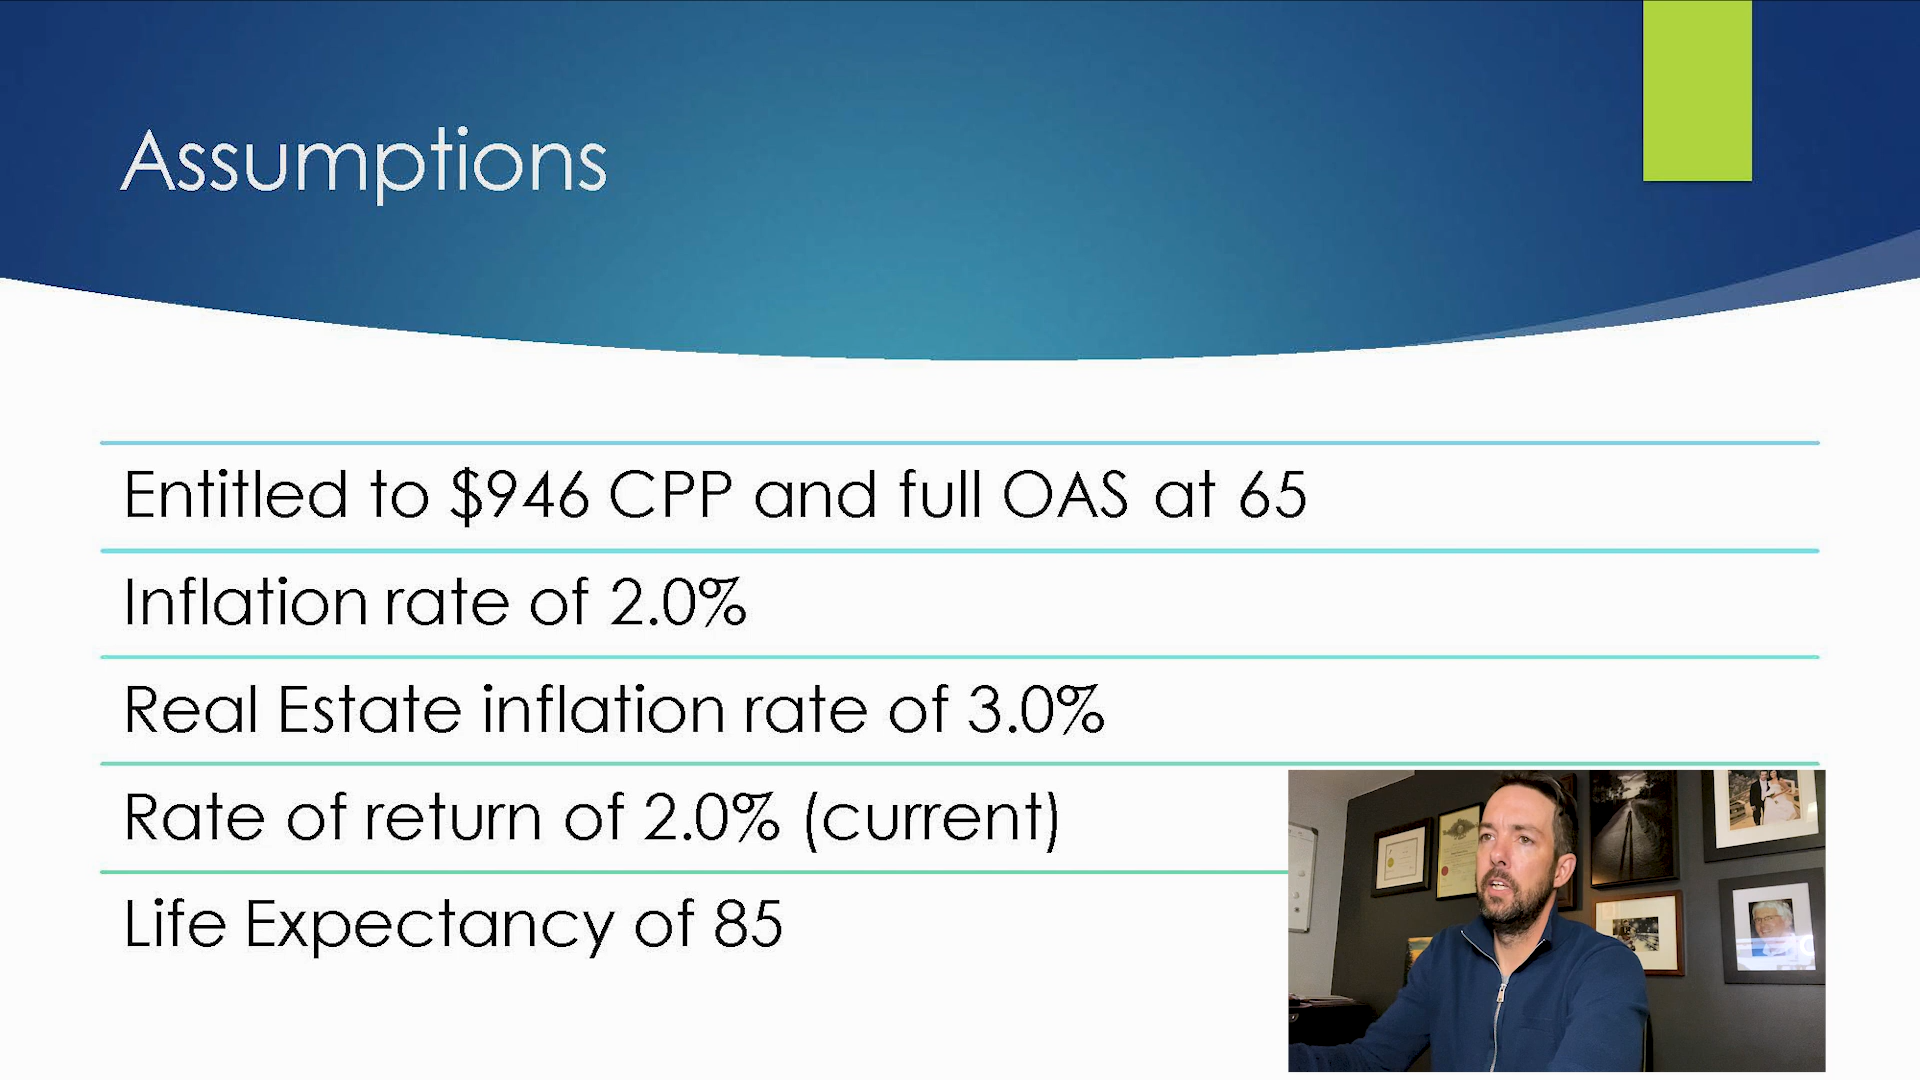 Assumptions
Entitled to $946 CPP and full OAS at 65
Inflation rate of 2.0%
Real Estate inflation rate of 3.0%
Rate of return of 2.0% (current)
Life Expectancy of 85